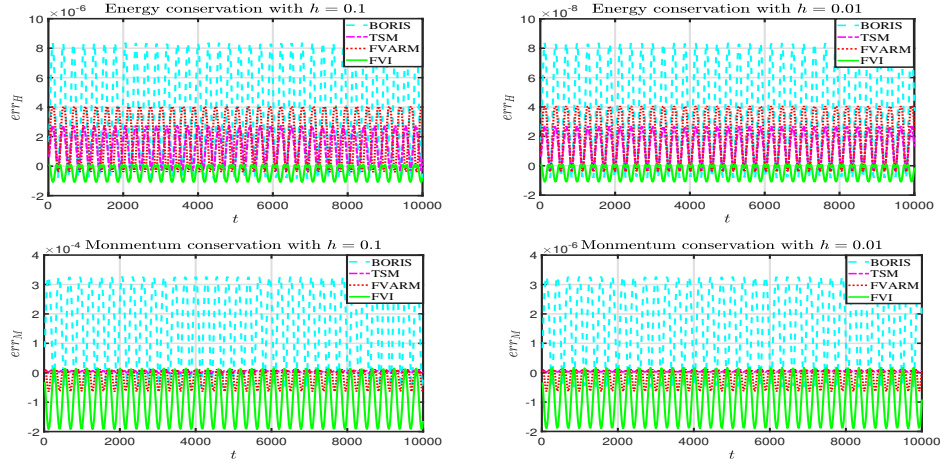 Energy conservation with h = 0.1
×10⁻⁶
10
8
6
4
2
0
-2
err_H
0 2000 4000 6000 8000 10000
t
BORIS
TSM
FVARM
FVI
Energy conservation with h = 0.01
×10⁻⁸
10
8
6
4
2
0
-2
err_H
0 2000 4000 6000 8000 10000
t
BORIS
TSM
FVARM
FVI
Monmentum conservation with h = 0.1
×10⁻⁴
4
3
2
1
0
-1
-2
err_M
0 2000 4000 6000 8000 10000
t
BORIS
TSM
FVARM
FVI
Monmentum conservation with h = 0.01
×10⁻⁶
4
3
2
1
0
-1
-2
err_M
0 2000 4000 6000 8000 10000
t
BORIS
TSM
FVARM
FVI